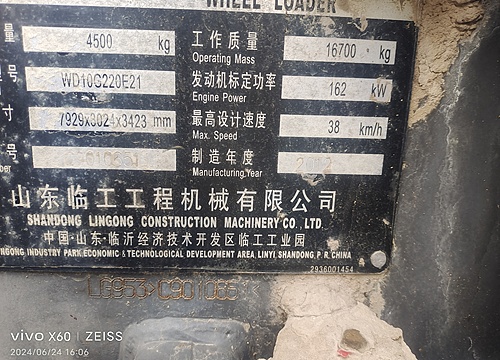 WHEEL LOADER
量 4500 kg 工作质量 Operating Mass 16700 kg
号 WD10G220E21 发动机标定功率 Engine Power 162 kW
寸 7929x3024x3423 mm 最高设计速度 Max. Speed 38 km/h
号 制造年度 Manufacturing Year
山东临工工程机械有限公司
SHANDONG LINGONG CONSTRUCTION MACHINERY CO., LTD.
中国·山东·临沂经济技术开发区临工工业园
NGONG INDUSTRY PARK ECONOMIC & TECHNOLOGICAL DEVELOPMENT AREA, LINYI, SHANDONG, P. R. CHINA
2936001454
vivo X60 | ZEISS
2024/06/24 16:06